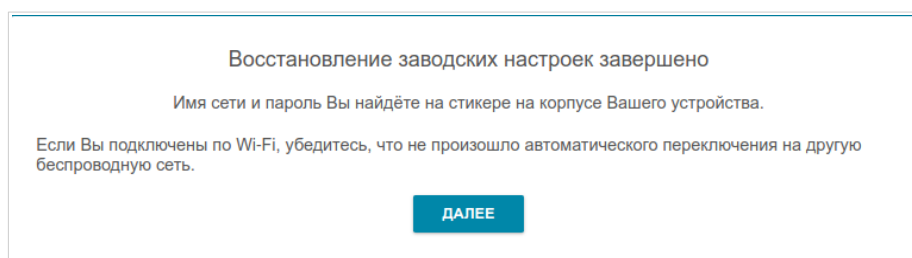 Восстановление заводских настроек завершено
Имя сети и пароль Вы найдёте на стикере на корпусе Вашего устройства.
Если Вы подключены по Wi-Fi, убедитесь, что не произошло автоматического переключения на другую
беспроводную сеть.
ДАЛЕЕ